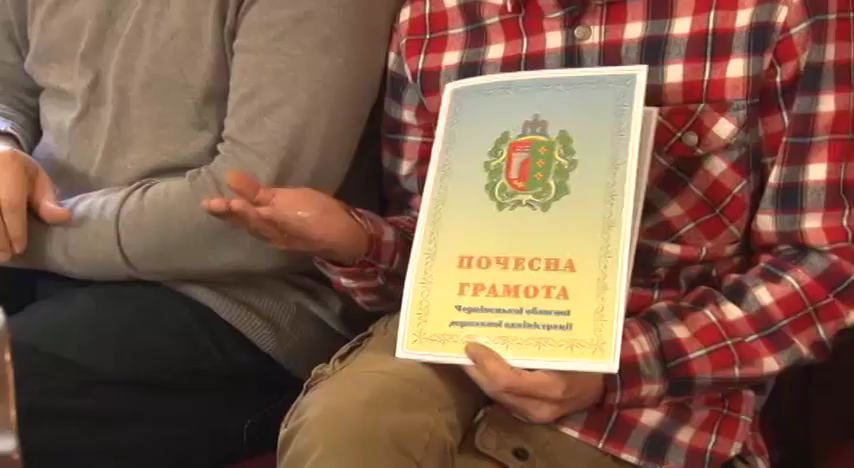 ПОЧЕСНА
ГРАМОТА
Чернівецької обласної
державної адміністрації